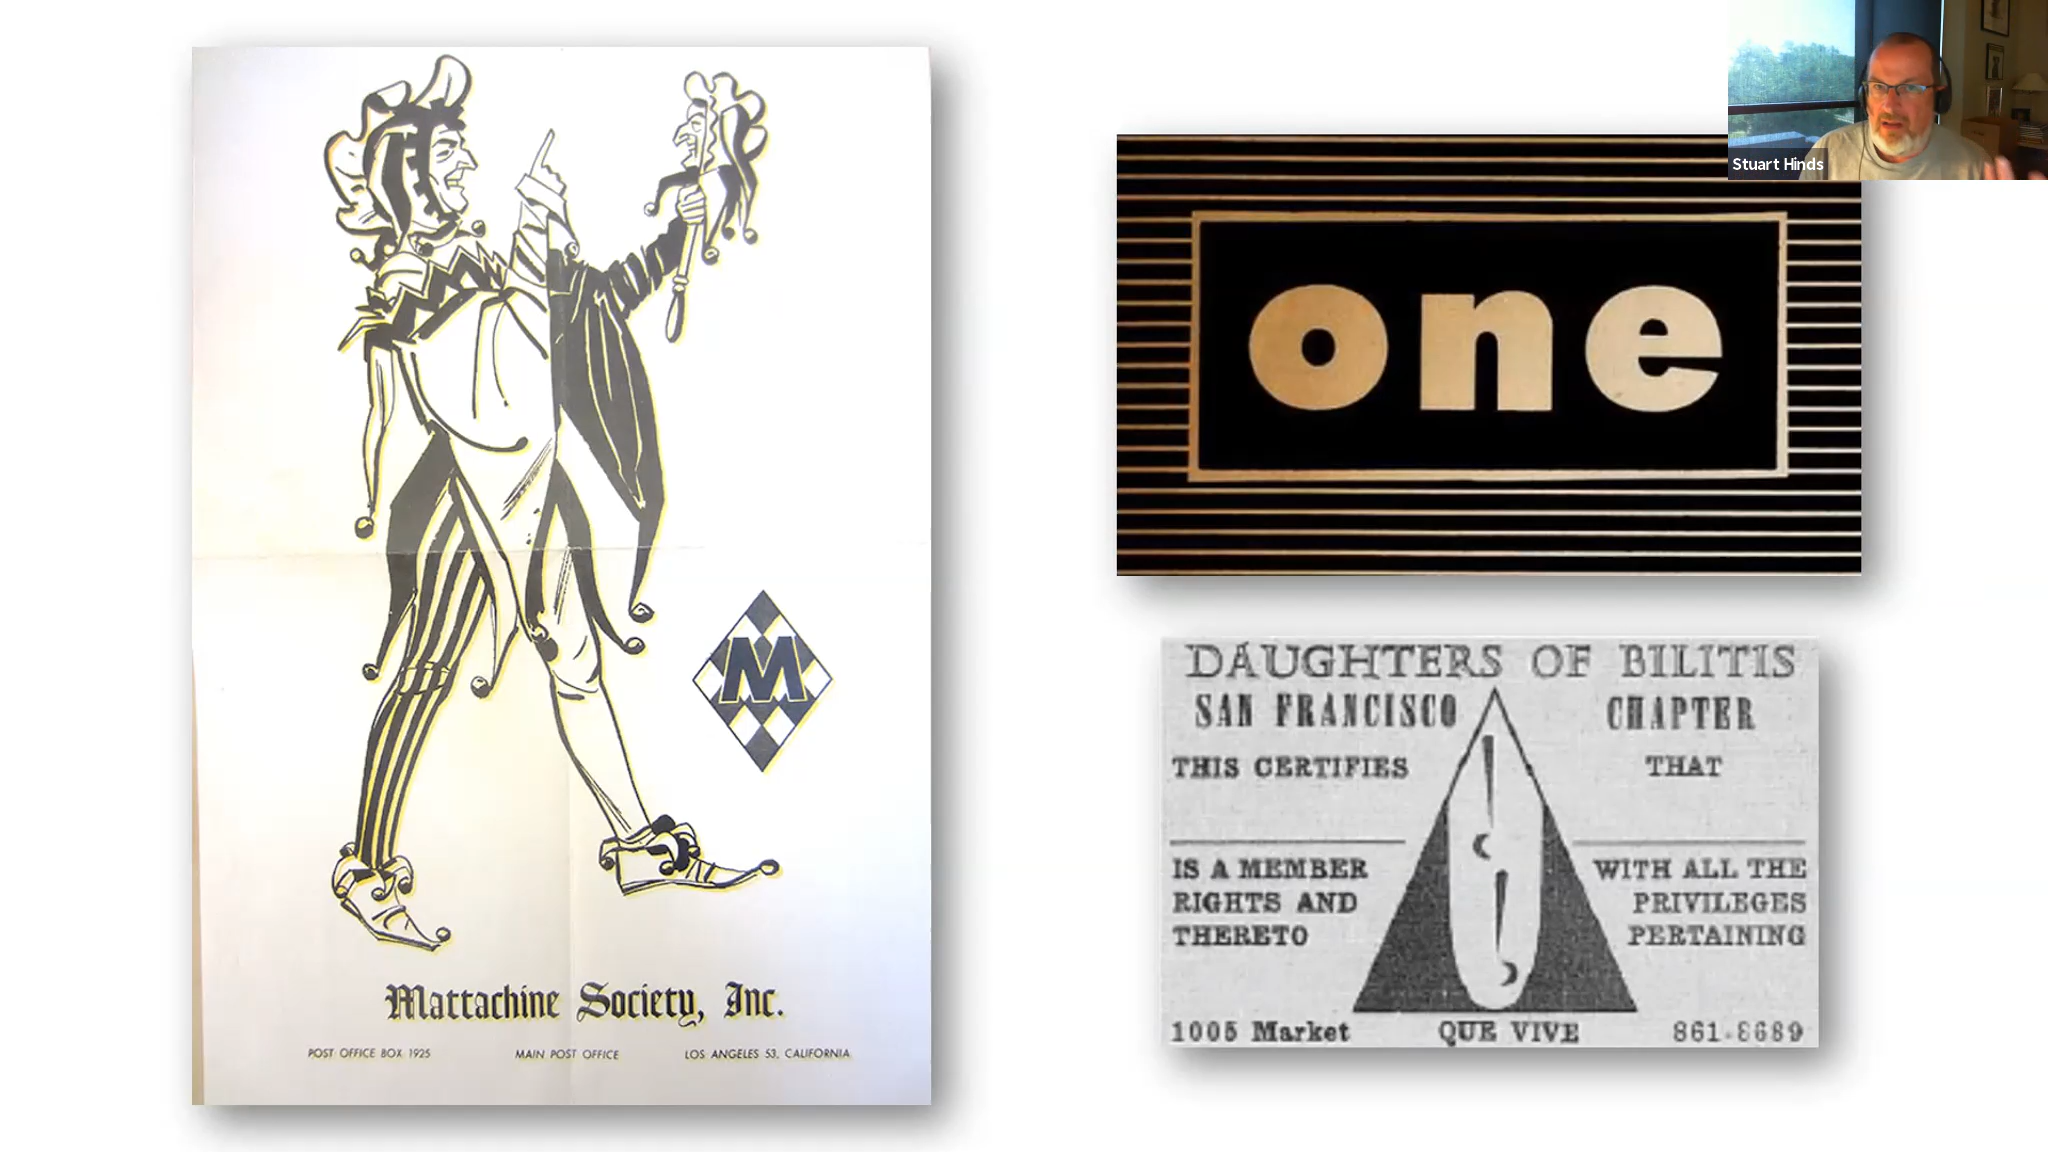 M
Mattachine Society, Inc.
POST OFFICE BOX 1925 MAIN POST OFFICE LOS ANGELES 53, CALIFORNIA
one
Stuart Hinds
DAUGHTERS OF BILITIS
SAN FRANCISCO CHAPTER
THIS CERTIFIES THAT
IS A MEMBER WITH ALL THE
RIGHTS AND PRIVILEGES
THERETO PERTAINING
1005 Market QUE VIVE 861-8689